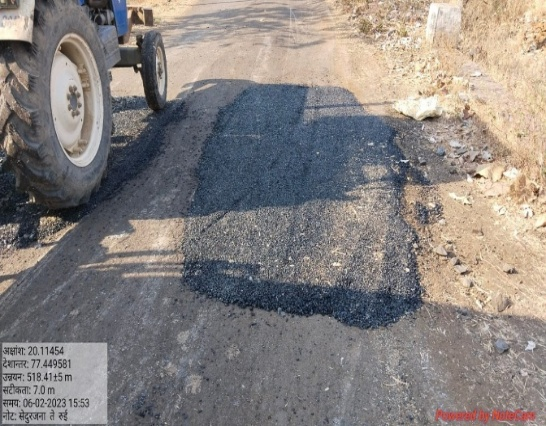 अक्षांश: 20.11454
देशान्तर: 77.449581
उन्नयन: 518.41±5 m
सटीकता: 7.0 m
समय: 06-02-2023 15:53
नोट: सेदुरजना ते रुई
Powered by NoteCam